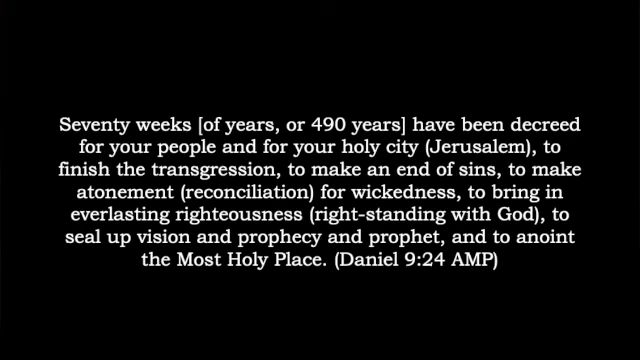 Seventy weeks [of years, or 490 years] have been decreed
for your people and for your holy city (Jerusalem), to
finish the transgression, to make an end of sins, to make
atonement (reconciliation) for wickedness, to bring in
everlasting righteousness (right-standing with God), to
seal up vision and prophecy and prophet, and to anoint
the Most Holy Place. (Daniel 9:24 AMP)